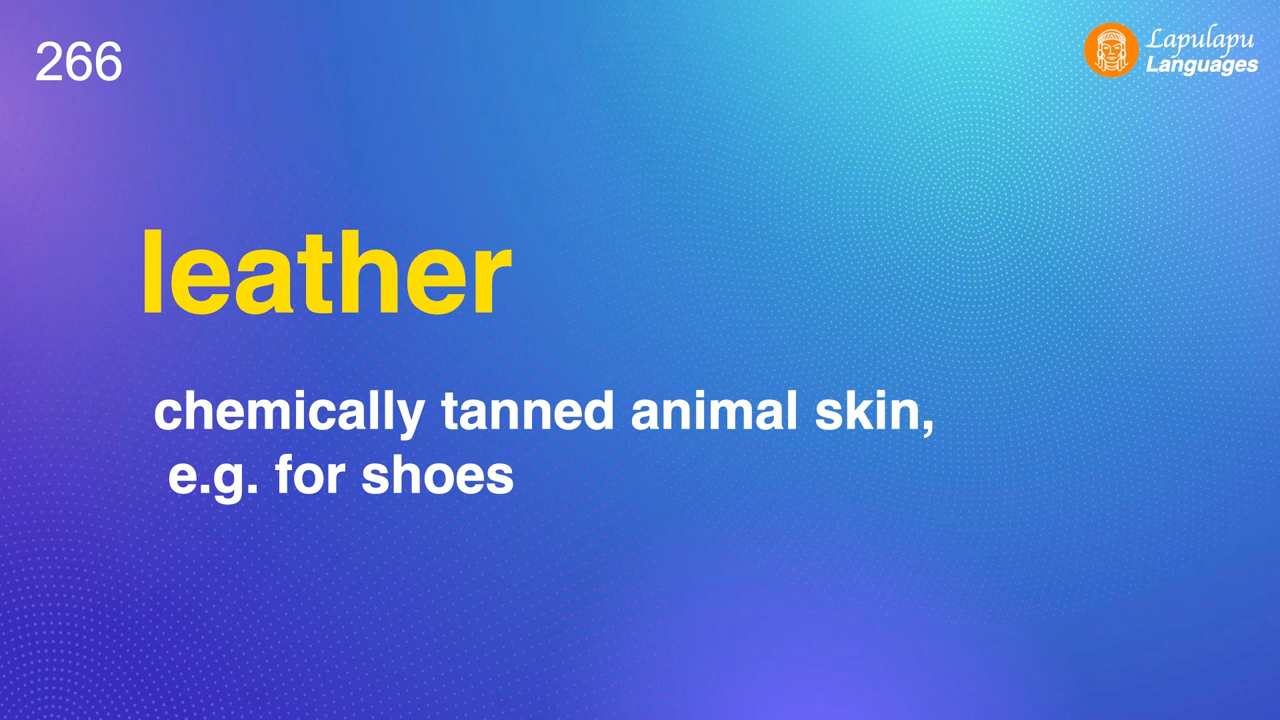 266
Lapulapu
Languages
leather
chemically tanned animal skin,
e.g. for shoes